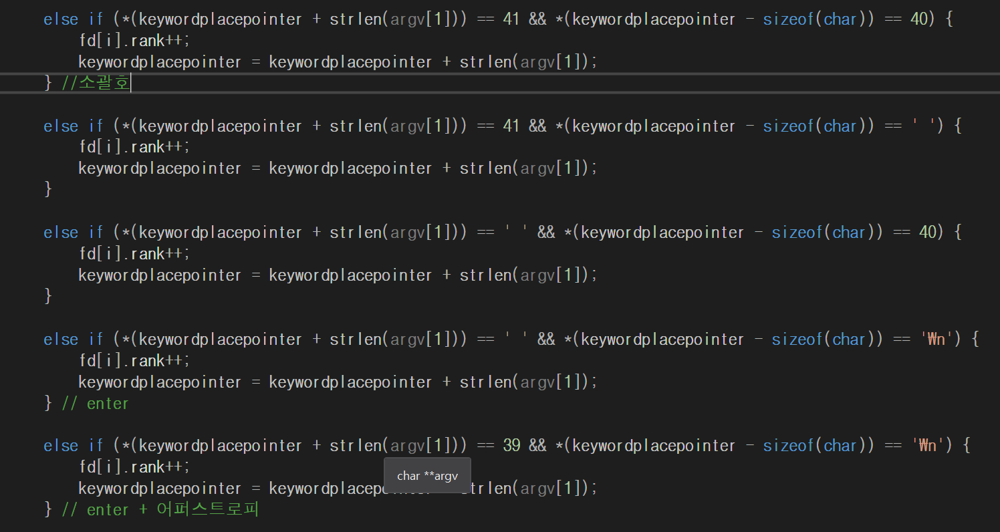 else if (*(keywordplacepointer + strlen(argv[1])) == 41 && *(keywordplacepointer - sizeof(char)) == 40) {
fd[i].rank++;
keywordplacepointer = keywordplacepointer + strlen(argv[1]);
} //소괄호
else if (*(keywordplacepointer + strlen(argv[1])) == 41 && *(keywordplacepointer - sizeof(char)) == ' ') {
fd[i].rank++;
keywordplacepointer = keywordplacepointer + strlen(argv[1]);
}
else if (*(keywordplacepointer + strlen(argv[1])) == ' ' && *(keywordplacepointer - sizeof(char)) == 40) {
fd[i].rank++;
keywordplacepointer = keywordplacepointer + strlen(argv[1]);
}
else if (*(keywordplacepointer + strlen(argv[1])) == ' ' && *(keywordplacepointer - sizeof(char)) == '₩n') {
fd[i].rank++;
keywordplacepointer = keywordplacepointer + strlen(argv[1]);
} // enter
else if (*(keywordplacepointer + strlen(argv[1])) == 39 && *(keywordplacepointer - sizeof(char)) == '₩n') {
fd[i].rank++;
char **argv
keywordplacepointer = trlen(argv[1]);
} // enter + 어퍼스트로피